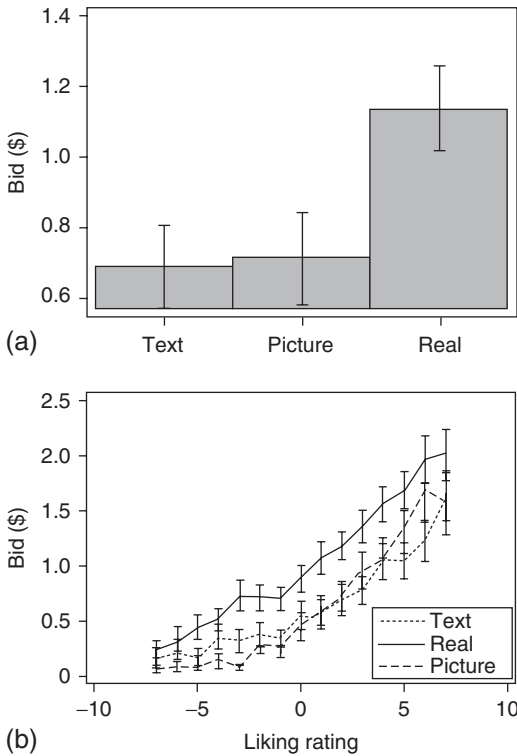 1.4
1.2
1.0
0.8
0.6
Bid ($)
Text Picture Real
(a)
2.5
2.0
1.5
1.0
0.5
0
Bid ($)
Text
Real
Picture
−10 −5 0 5 10
Liking rating
(b)